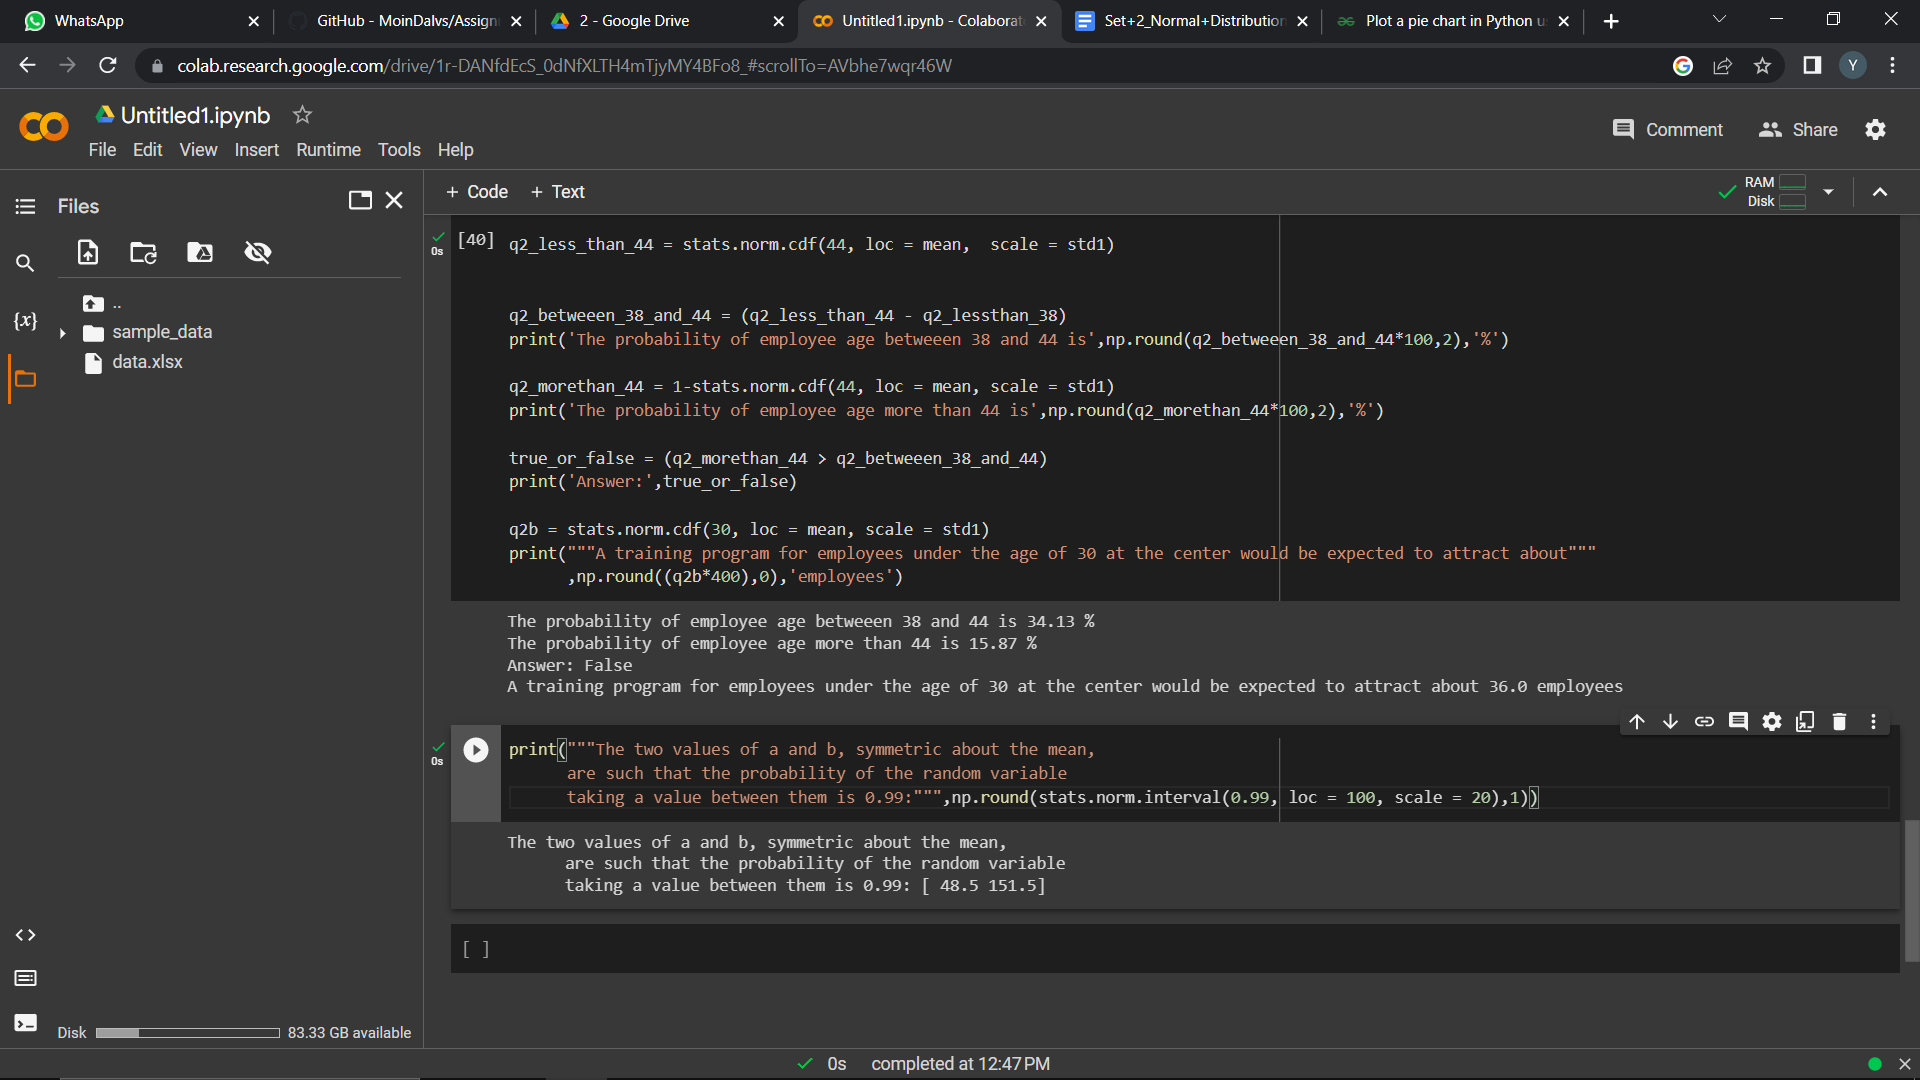 WhatsApp
GitHub - MoinDalvs/Assign
2 - Google Drive
Untitled1.ipynb - Colaborat
Set+2_Normal+Distribution
Plot a pie chart in Python u
colab.research.google.com/drive/1r-DANfdEcS_0dNfXLTH4mTjyMY4BFo8_#scrollTo=AVbhe7wqr46W
Y
Untitled1.ipynb
Comment
Share
File Edit View Insert Runtime Tools Help
Files
+ Code + Text
RAM
Disk
..
sample_data
data.xlsx
{x}
0s
[40] q2_less_than_44 = stats.norm.cdf(44, loc = mean,  scale = std1)
q2_betweeen_38_and_44 = (q2_less_than_44 - q2_lessthan_38)
print('The probability of employee age betweeen 38 and 44 is',np.round(q2_betweeen_38_and_44*100,2),'%')
q2_morethan_44 = 1-stats.norm.cdf(44, loc = mean, scale = std1)
print('The probability of employee age more than 44 is',np.round(q2_morethan_44*100,2),'%')
true_or_false = (q2_morethan_44 > q2_betweeen_38_and_44)
print('Answer:',true_or_false)
q2b = stats.norm.cdf(30, loc = mean, scale = std1)
print("""A training program for employees under the age of 30 at the center would be expected to attract about"""
,np.round((q2b*400),0),'employees')
The probability of employee age betweeen 38 and 44 is 34.13 %
The probability of employee age more than 44 is 15.87 %
Answer: False
A training program for employees under the age of 30 at the center would be expected to attract about 36.0 employees
0s
print("""The two values of a and b, symmetric about the mean,
are such that the probability of the random variable
taking a value between them is 0.99:""",np.round(stats.norm.interval(0.99, loc = 100, scale = 20),1))
The two values of a and b, symmetric about the mean,
are such that the probability of the random variable
taking a value between them is 0.99: [ 48.5 151.5]
[ ]
Disk 83.33 GB available
0s completed at 12:47 PM